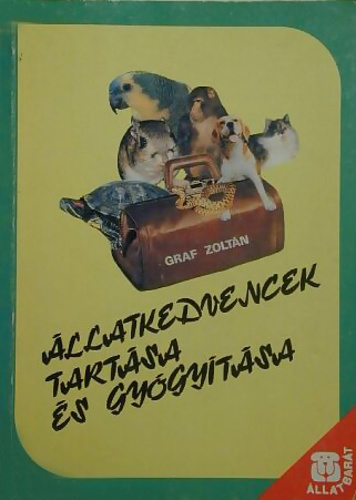 GRAF ZOLTÁN
ÁLLATKEDVENCEK
TARTÁSA
ÉS GYÓGYÍTÁSA
ÁLLATBARÁT